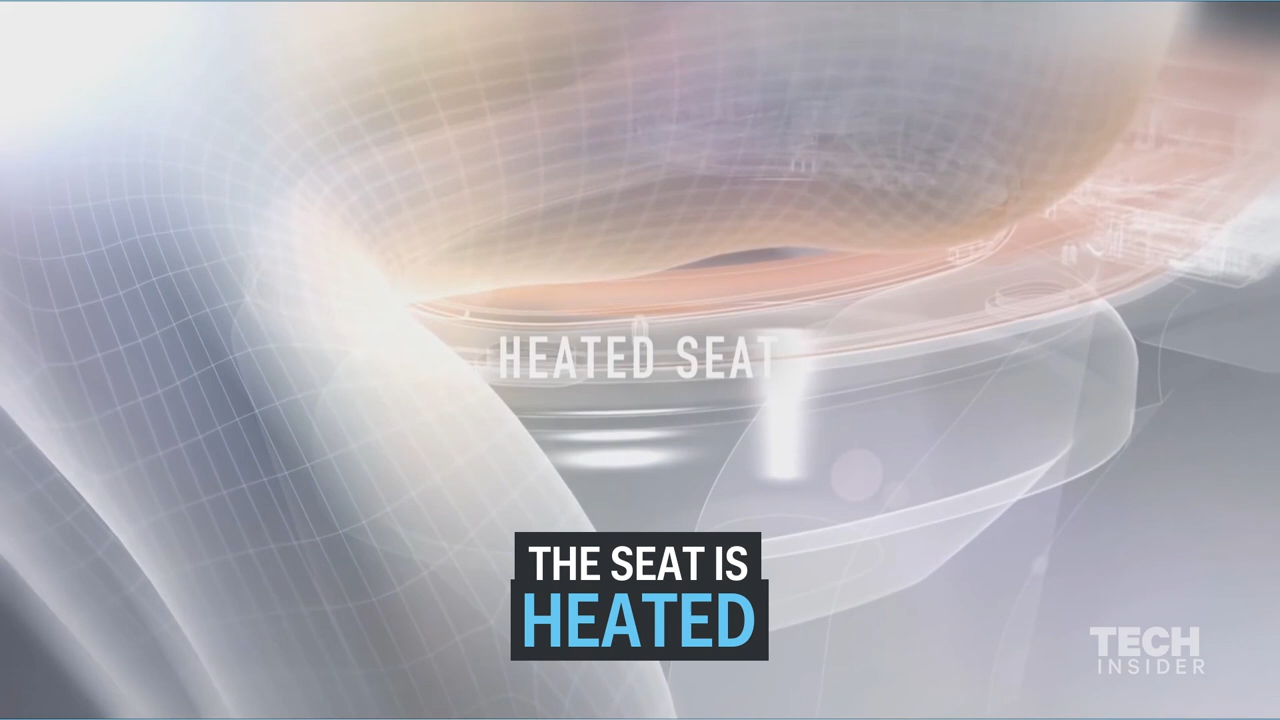 HEATED SEAT
THE SEAT IS
HEATED
TECH
INSIDER